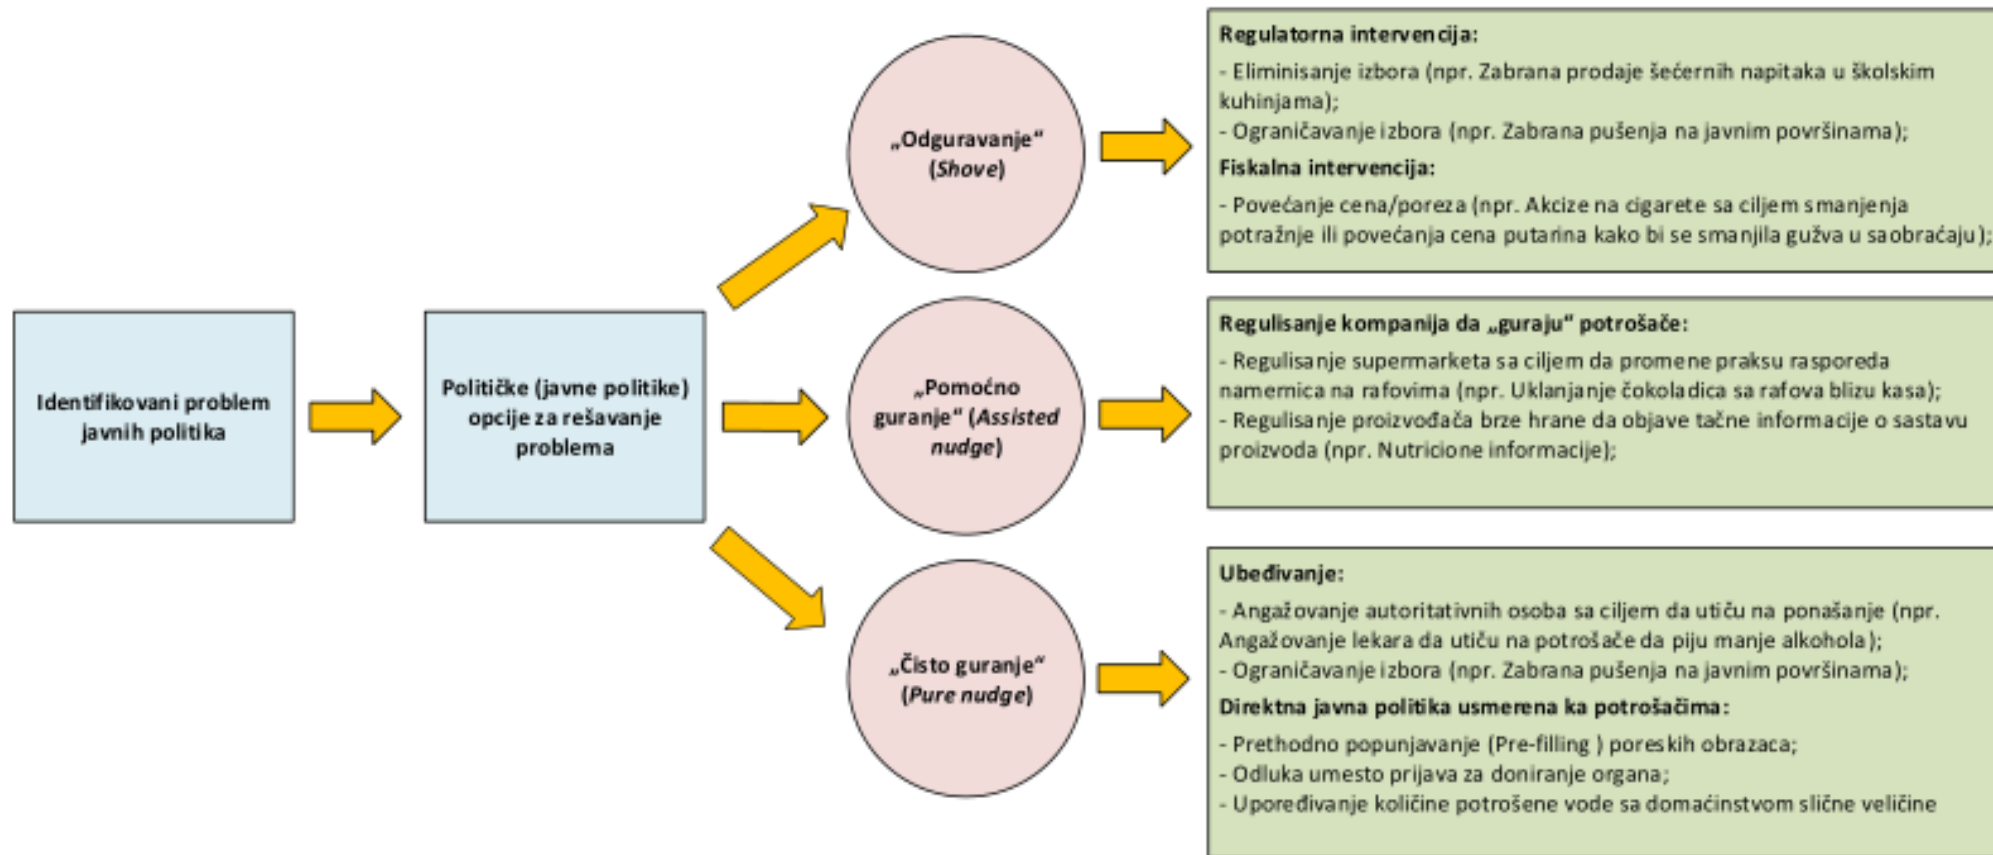 Identifikovani problem
javnih politika
Političke (javne politike)
opcije za rešavanje
problema
„Odguravanje“
(Shove)
Regulatorna intervencija:
- Eliminisanje izbora (npr. Zabrana prodaje šećernih napitaka u školskim
kuhinjama);
- Ograničavanje izbora (npr. Zabrana pušenja na javnim površinama);
Fiskalna intervencija:
- Povećanje cena/poreza (npr. Akcize na cigarete sa ciljem smanjenja
potražnje ili povećanja cena putarina kako bi se smanjila gužva u saobraćaju);
„Pomoćno
guranje“ (Assisted
nudge)
Regulisanje kompanija da „guraju“ potrošače:
- Regulisanje supermarketa sa ciljem da promene praksu rasporeda
namernica na rafovima (npr. Uklanjanje čokoladica sa rafova blizu kasa);
- Regulisanje proizvođača brze hrane da objave tačne informacije o sastavu
proizvoda (npr. Nutricione informacije);
„Čisto guranje“
(Pure nudge)
Ubeđivanje:
- Angažovanje autoritativnih osoba sa ciljem da utiču na ponašanje (npr.
Angažovanje lekara da utiču na potrošače da piju manje alkohola);
- Ograničavanje izbora (npr. Zabrana pušenja na javnim površinama);
Direktna javna politika usmerena ka potrošačima:
- Prethodno popunjavanje (Pre-filling ) poreskih obrazaca;
- Odluka umesto prijava za doniranje organa;
- Upoređivanje količine potrošene vode sa domaćinstvom slične veličine